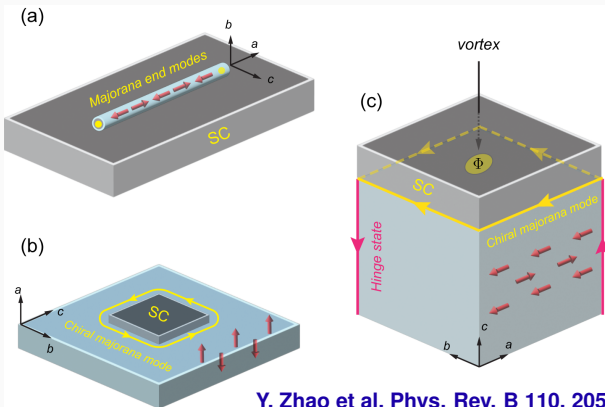 (a)
b
a
c
Majorana end modes
SC
vortex
(c)
Φ
SC
Chiral majorana mode
Hinge state
c
b
a
(b)
a
c
b
SC
Chiral majorana mode
Y. Zhao et al. Phys. Rev. B 110, 205